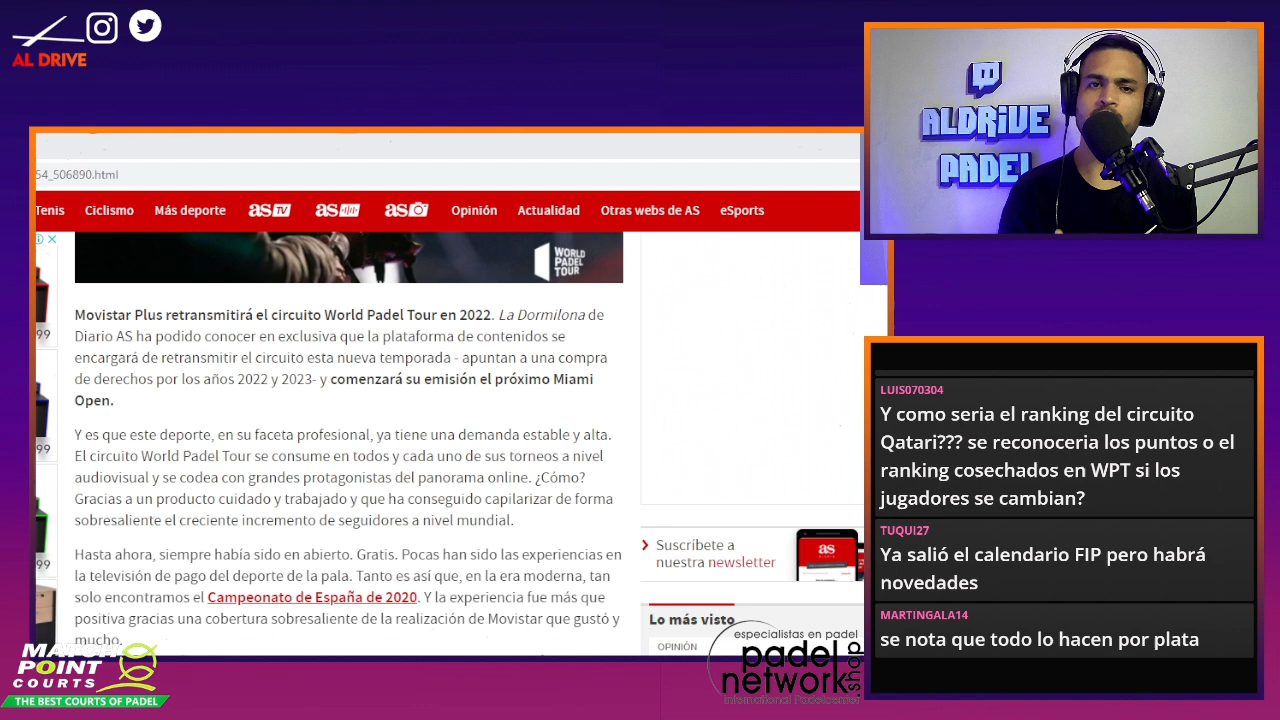 AL DRIVE
54_506890.html
Tenis Ciclismo Más deporte as TV as as Opinión Actualidad Otras webs de AS eSports
WORLD
PADEL
TOUR
Movistar Plus retransmitirá el circuito World Padel Tour en 2022. La Dormilona de
Diario AS ha podido conocer en exclusiva que la plataforma de contenidos se
encargará de retransmitir el circuito esta nueva temporada - apuntan a una compra
de derechos por los años 2022 y 2023- y comenzará su emisión el próximo Miami
Open.
Y es que este deporte, en su faceta profesional, ya tiene una demanda estable y alta.
El circuito World Padel Tour se consume en todos y cada uno de sus torneos a nivel
audiovisual y se codea con grandes protagonistas del panorama online. ¿Cómo?
Gracias a un producto cuidado y trabajado y que ha conseguido capilarizar de forma
sobresaliente el creciente incremento de seguidores a nivel mundial.
Hasta ahora, siempre había sido en abierto. Gratis. Pocas han sido las experiencias en
la televisión de pago del deporte de la pala. Tanto es así que, en la era moderna, tan
solo encontramos el Campeonato de España de 2020. Y la experiencia fue más que
positiva gracias una cobertura sobresaliente de la realización de Movistar que gustó y
mucho.
99
99
99
Suscríbete a
nuestra newsletter
as
Lo más visto
OPINIÓN
MATCH
POINT
COURTS
THE BEST COURTS OF PADEL
especialistas en padel
padel
network
.shop
International Padelcenter
ALDRIVE
PADEL
LUIS070304
Y como seria el ranking del circuito
Qatari??? se reconoceria los puntos o el
ranking cosechados en WPT si los
jugadores se cambian?
TUQUI27
Ya salió el calendario FIP pero habrá
novedades
MARTINGALA14
se nota que todo lo hacen por plata